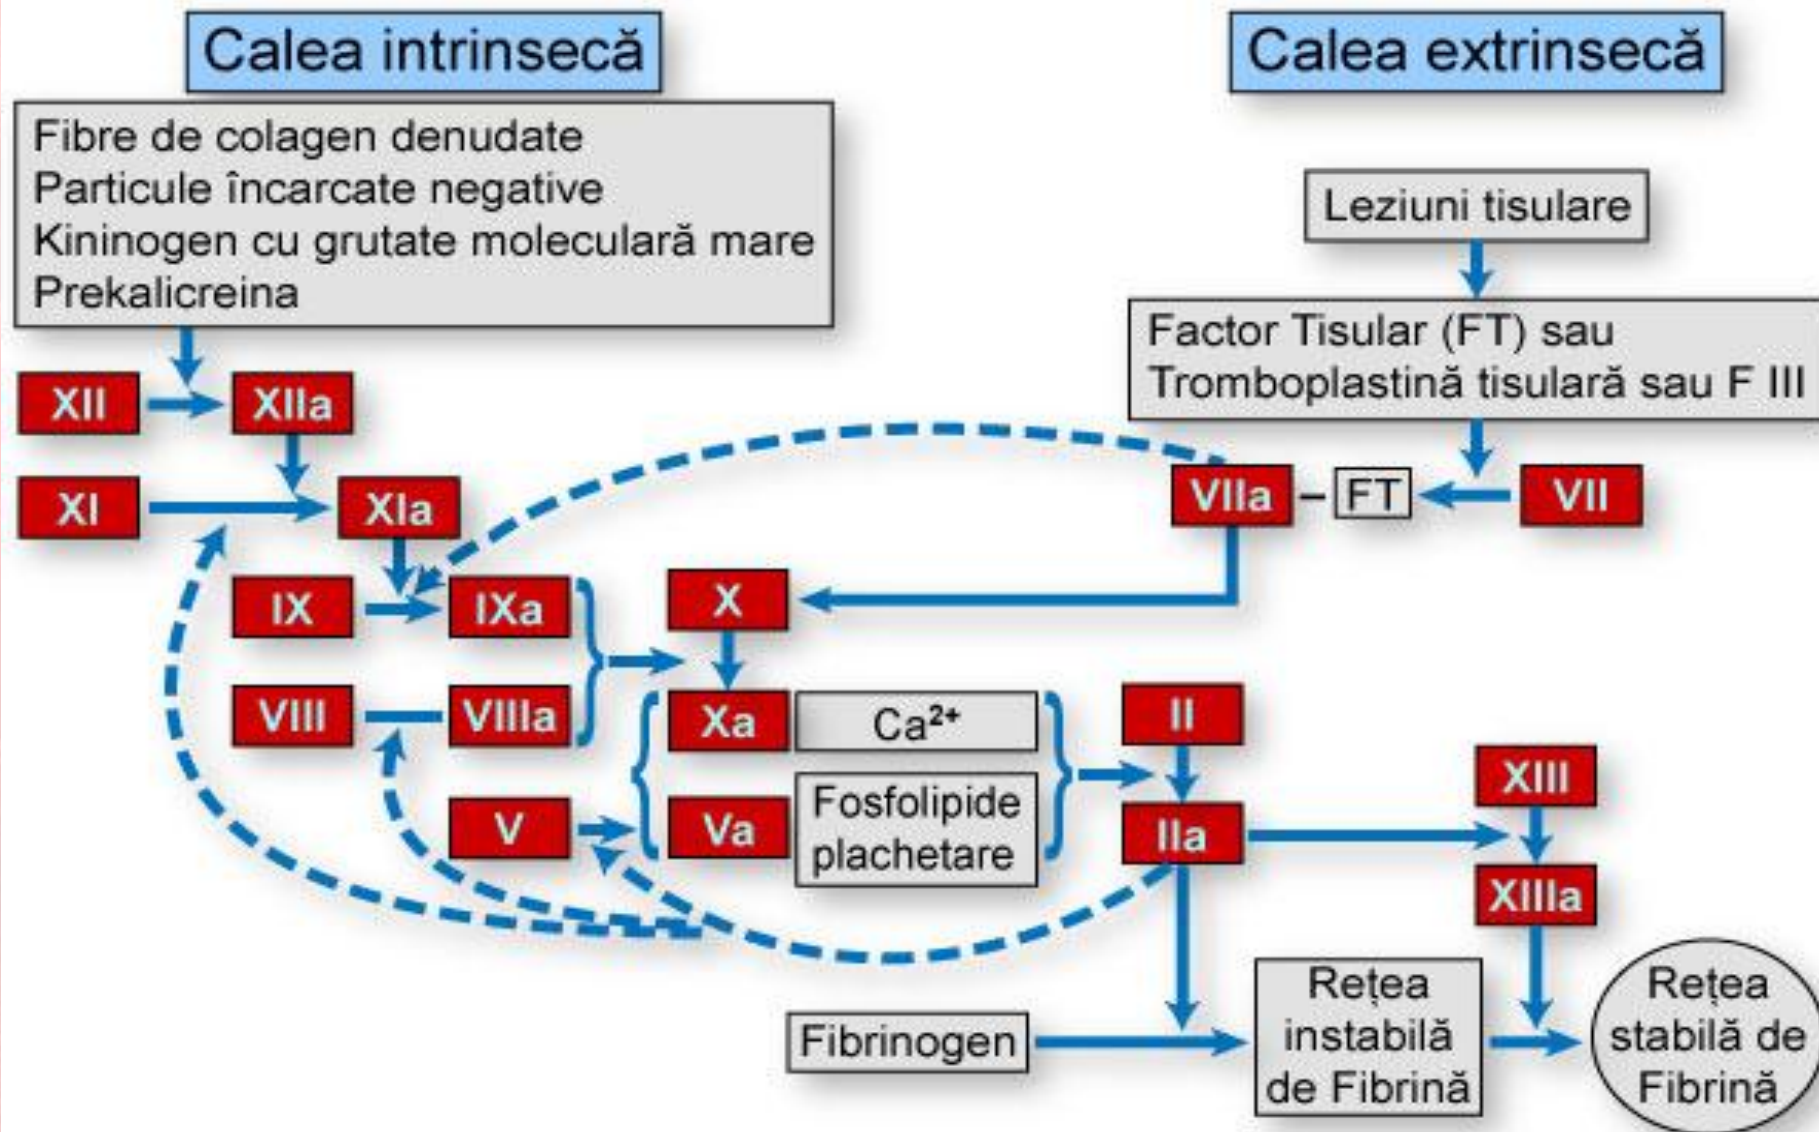 Calea intrinsecă
Calea extrinsecă
Fibre de colagen denudate
Particule încarcate negative
Kininogen cu grutate moleculară mare
Prekalicreina
Leziuni tisulare
Factor Tisular (FT) sau
Tromboplastină tisulară sau F III
XII
XIIa
XI
XIa
VIIa
–
FT
VII
IX
IXa
X
VIII
VIIIa
Xa
Ca²⁺
II
V
Va
Fosfolipide
plachetare
IIa
XIII
XIIIa
Fibrinogen
Rețea
instabilă
de Fibrină
Rețea
stabilă de
Fibrină